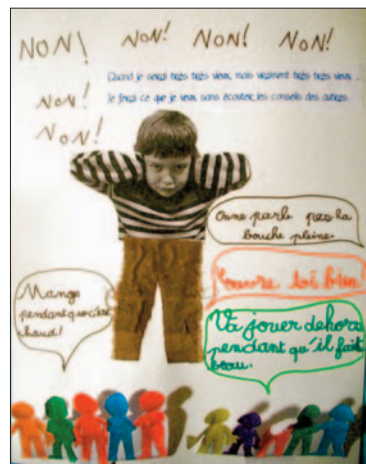 NON! NON! NON! NON!
Quand je serai très très vieux, mais vraiment très très vieux ...
NON!
Je ferai ce que je veux, sans écouter les conseils des autres.
NON!
On ne parle pas la
bouche pleine.
Couvre toi bien
Mange
pendant que c'est
chaud!
Va jouer dehors
pendant qu'il fait
beau.